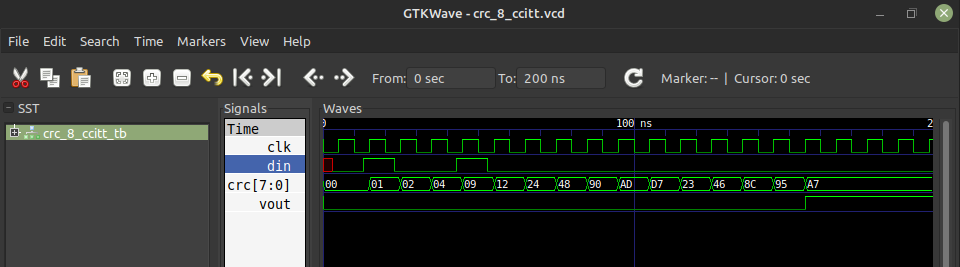 GTKWave - crc_8_ccitt.vcd
File Edit Search Time Markers View Help
From: 0 sec To: 200 ns Marker: -- | Cursor: 0 sec
SST Signals Waves
Time 0 100 ns 2
crc_8_ccitt_tb
clk
din
crc[7:0] 00 01 02 04 09 12 24 48 90 AD D7 23 46 8C 95 A7
vout